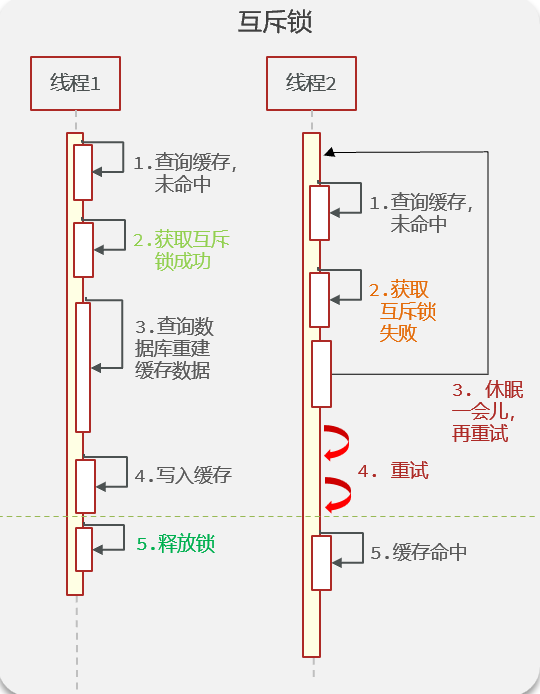 互斥锁
线程1
线程2
1.查询缓存,
未命中
2.获取互斥
锁成功
3.查询数
据库重建
缓存数据
4.写入缓存
5.释放锁
1.查询缓存,
未命中
2.获取
互斥锁
失败
3. 休眠
一会儿,
再重试
4. 重试
5.缓存命中